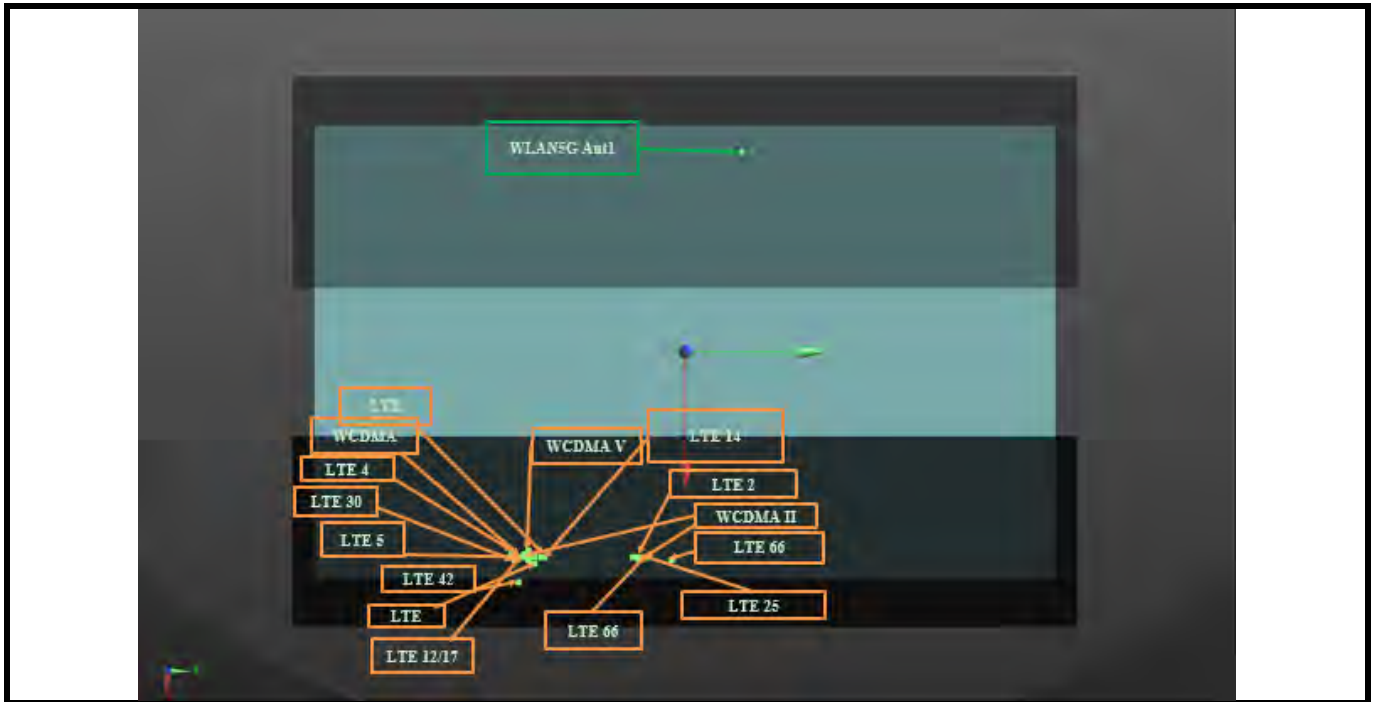 WLAN5G Ant1
LTE
WCDMA
LTE 14
WCDMA V
LTE 4
LTE 2
LTE 30
WCDMA II
LTE 5
LTE 66
LTE 42
LTE 25
LTE
LTE 66
LTE 12/17